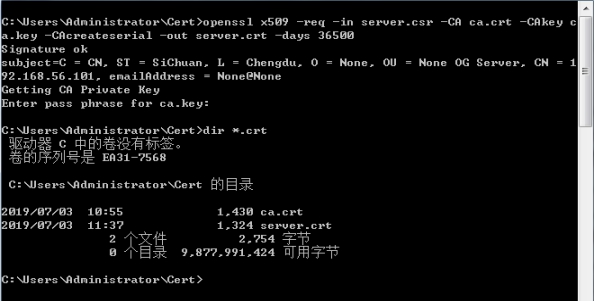 C:\Users\Administrator\Cert>openssl x509 -req -in server.csr -CA ca.crt -CAkey c
a.key -CAcreateserial -out server.crt -days 36500
Signature ok
subject=C = CN, ST = SiChuan, L = Chengdu, O = None, OU = None OG Server, CN = 1
92.168.56.101, emailAddress = None@None
Getting CA Private Key
Enter pass phrase for ca.key:
C:\Users\Administrator\Cert>dir *.crt
驱动器 C 中的卷没有标签。
卷的序列号是 EA31-7568
C:\Users\Administrator\Cert 的目录
2019/07/03  10:55             1,430 ca.crt
2019/07/03  11:37             1,324 server.crt
2 个文件          2,754 字节
0 个目录  9,877,991,424 可用字节
C:\Users\Administrator\Cert>